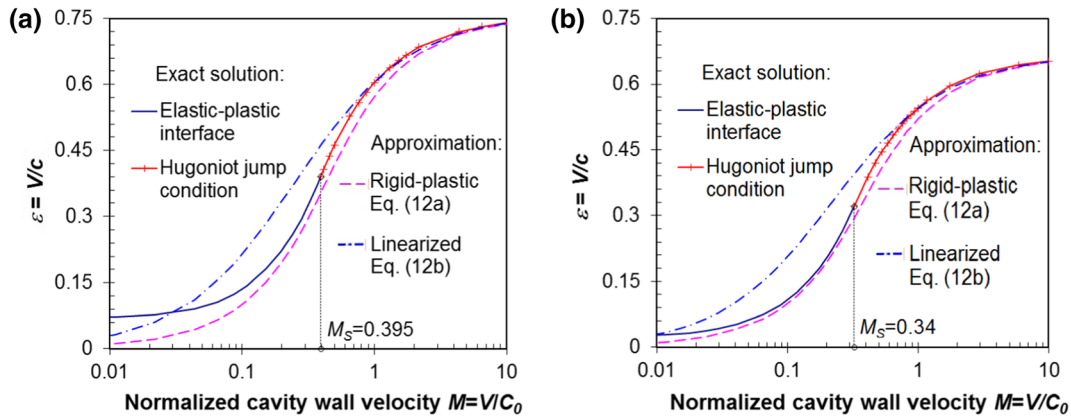 (a)
0.75
0.6
0.45
0.3
0.15
0
ε = V/c
Exact solution:
Elastic-plastic
interface
Hugoniot jump
condition
Approximation:
Rigid-plastic
Eq. (12a)
Linearized
Eq. (12b)
MS=0.395
0.01
0.1
1
10
Normalized cavity wall velocity M=V/C0
(b)
0.75
0.6
0.45
0.3
0.15
0
ε = V/c
Exact solution:
Elastic-plastic
interface
Hugoniot jump
condition
Approximation:
Rigid-plastic
Eq. (12a)
Linearized
Eq. (12b)
MS=0.34
0.01
0.1
1
10
Normalized cavity wall velocity M=V/C0